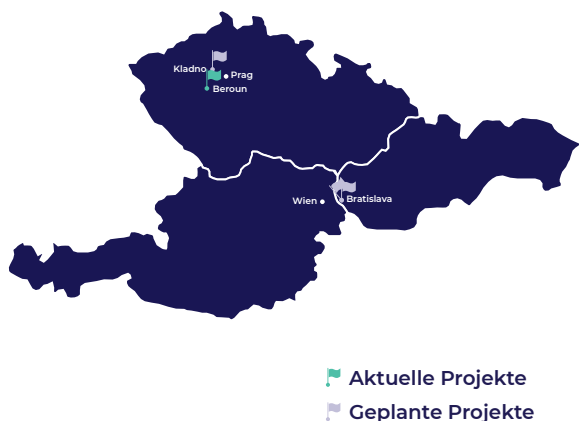 Kladno
Prag
Beroun
Wien
Bratislava
Aktuelle Projekte
Geplante Projekte